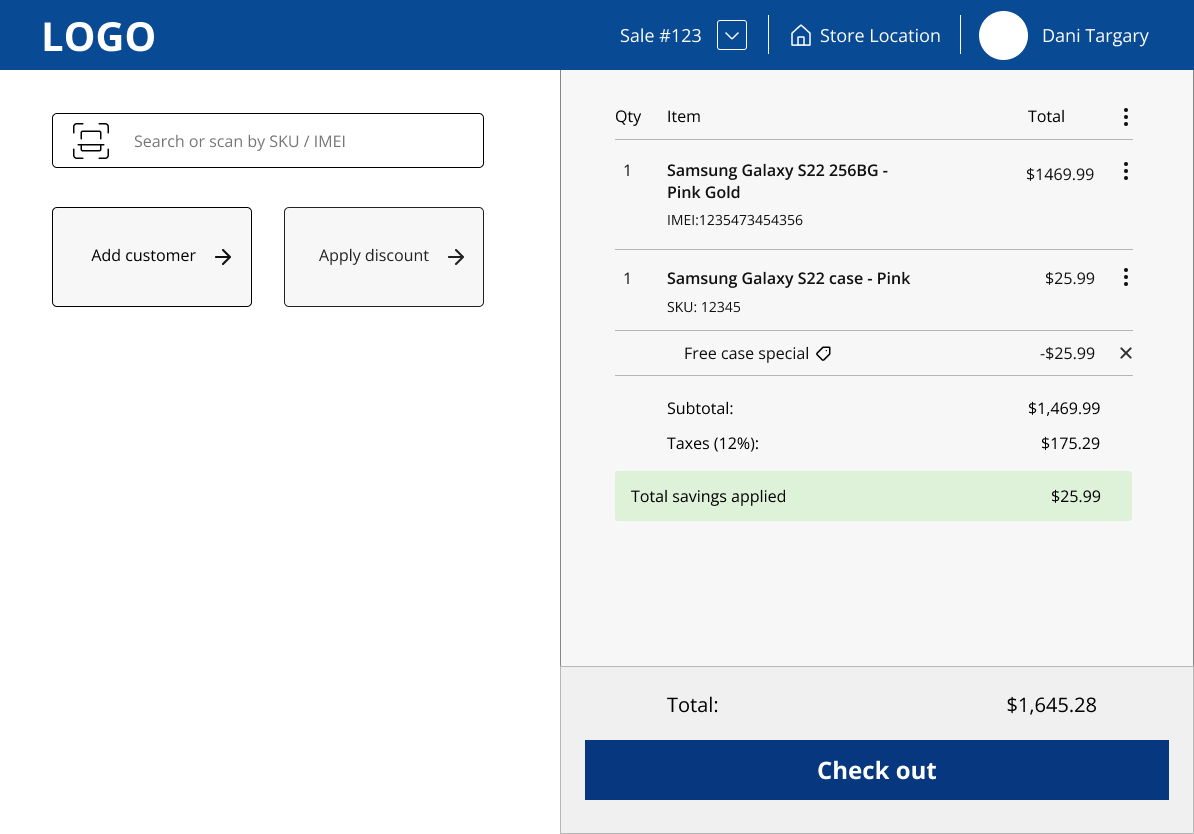 LOGO
Sale #123
Store Location
Dani Targary
Search or scan by SKU / IMEI
Add customer
Apply discount
Qty Item Total
1 Samsung Galaxy S22 256BG - $1469.99
Pink Gold
IMEI:1235473454356
1 Samsung Galaxy S22 case - Pink $25.99
SKU: 12345
Free case special -$25.99
Subtotal: $1,469.99
Taxes (12%): $175.29
Total savings applied $25.99
Total: $1,645.28
Check out